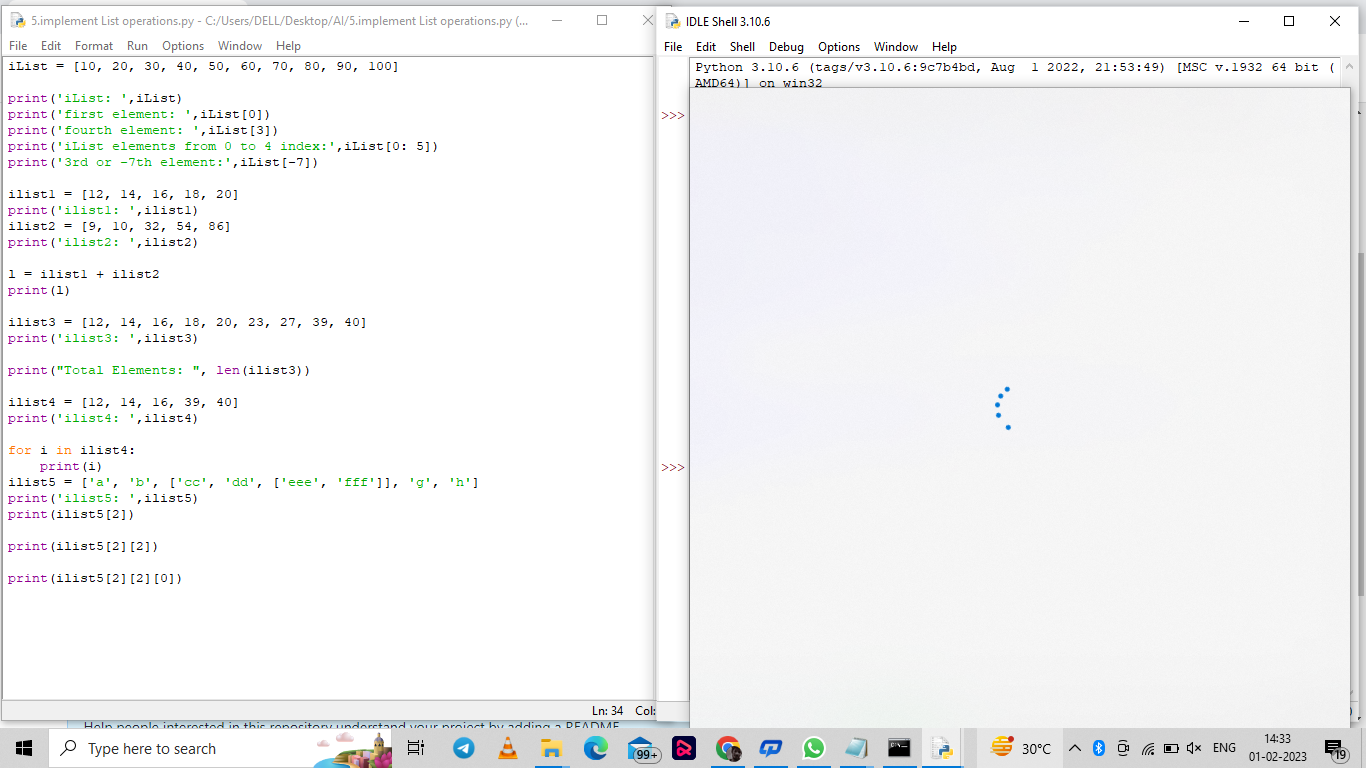 5.implement List operations.py - C:/Users/DELL/Desktop/AI/5.implement List operations.py (...
File Edit Format Run Options Window Help
iList = [10, 20, 30, 40, 50, 60, 70, 80, 90, 100]
print('iList: ',iList)
print('first element: ',iList[0])
print('fourth element: ',iList[3])
print('iList elements from 0 to 4 index:',iList[0: 5])
print('3rd or -7th element:',iList[-7])
ilist1 = [12, 14, 16, 18, 20]
print('ilist1: ',ilist1)
ilist2 = [9, 10, 32, 54, 86]
print('ilist2: ',ilist2)
l = ilist1 + ilist2
print(l)
ilist3 = [12, 14, 16, 18, 20, 23, 27, 39, 40]
print('ilist3: ',ilist3)
print("Total Elements: ", len(ilist3))
ilist4 = [12, 14, 16, 39, 40]
print('ilist4: ',ilist4)
for i in ilist4:
    print(i)
ilist5 = ['a', 'b', ['cc', 'dd', ['eee', 'fff']], 'g', 'h']
print('ilist5: ',ilist5)
print(ilist5[2])
print(ilist5[2][2])
print(ilist5[2][2][0])
Ln: 34 Col:
IDLE Shell 3.10.6
File Edit Shell Debug Options Window Help
Python 3.10.6 (tags/v3.10.6:9c7b4bd, Aug  1 2022, 21:53:49) [MSC v.1932 64 bit (
AMD64)] on win32
>>>
>>>
Help people interested in this repository understand your project by adding a README.
Type here to search
99+
30°C
ENG
14:33
01-02-2023
19